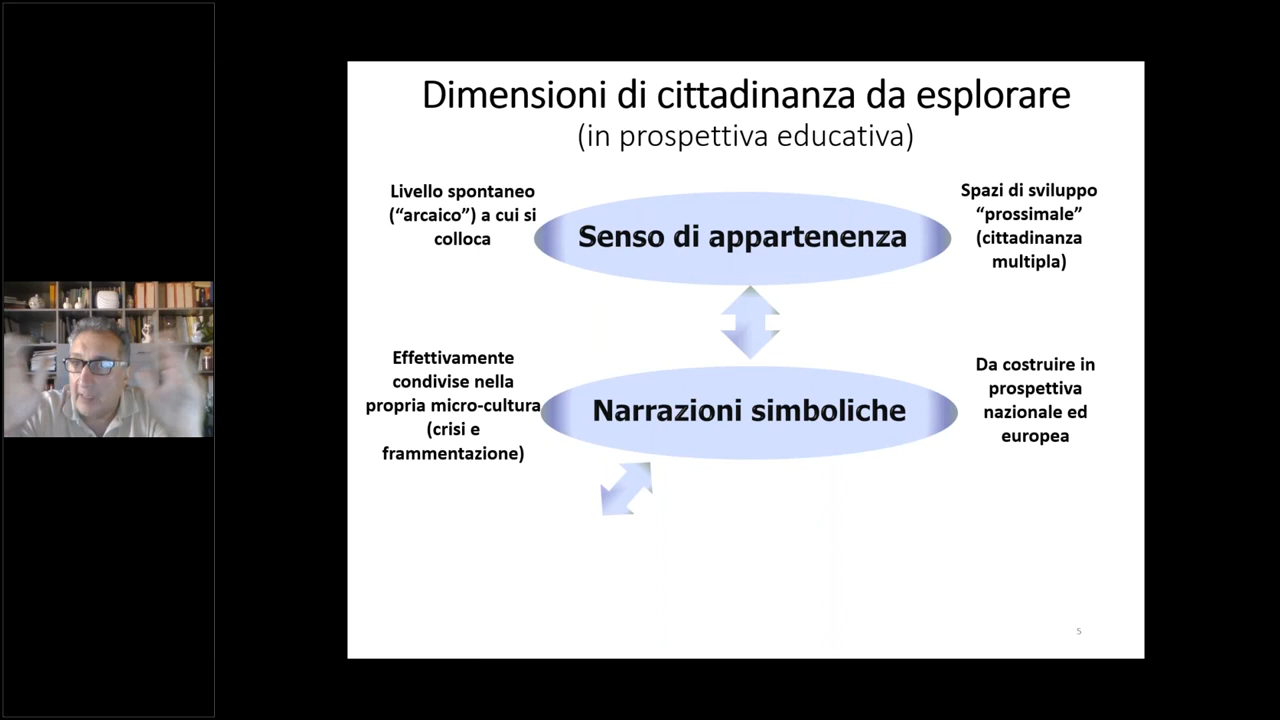 Dimensioni di cittadinanza da esplorare
(in prospettiva educativa)
Livello spontaneo
(“arcaico”) a cui si
colloca
Senso di appartenenza
Spazi di sviluppo
“prossimale”
(cittadinanza
multipla)
Effettivamente
condivise nella
propria micro-cultura
(crisi e
frammentazione)
Narrazioni simboliche
Da costruire in
prospettiva
nazionale ed
europea
5